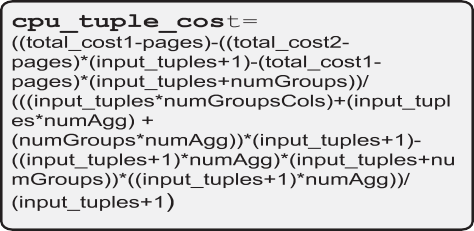 cpu_tuple_cost=
((total_cost1-pages)-((total_cost2-
pages)*(input_tuples+1)-(total_cost1-
pages)*(input_tuples+numGroups))/
(((input_tuples*numGroupsCols)+(input_tupl
es*numAgg) +
(numGroups*numAgg))*(input_tuples+1)-
((input_tuples+1)*numAgg)*(input_tuples+nu
mGroups))*((input_tuples+1)*numAgg))/
(input_tuples+1)